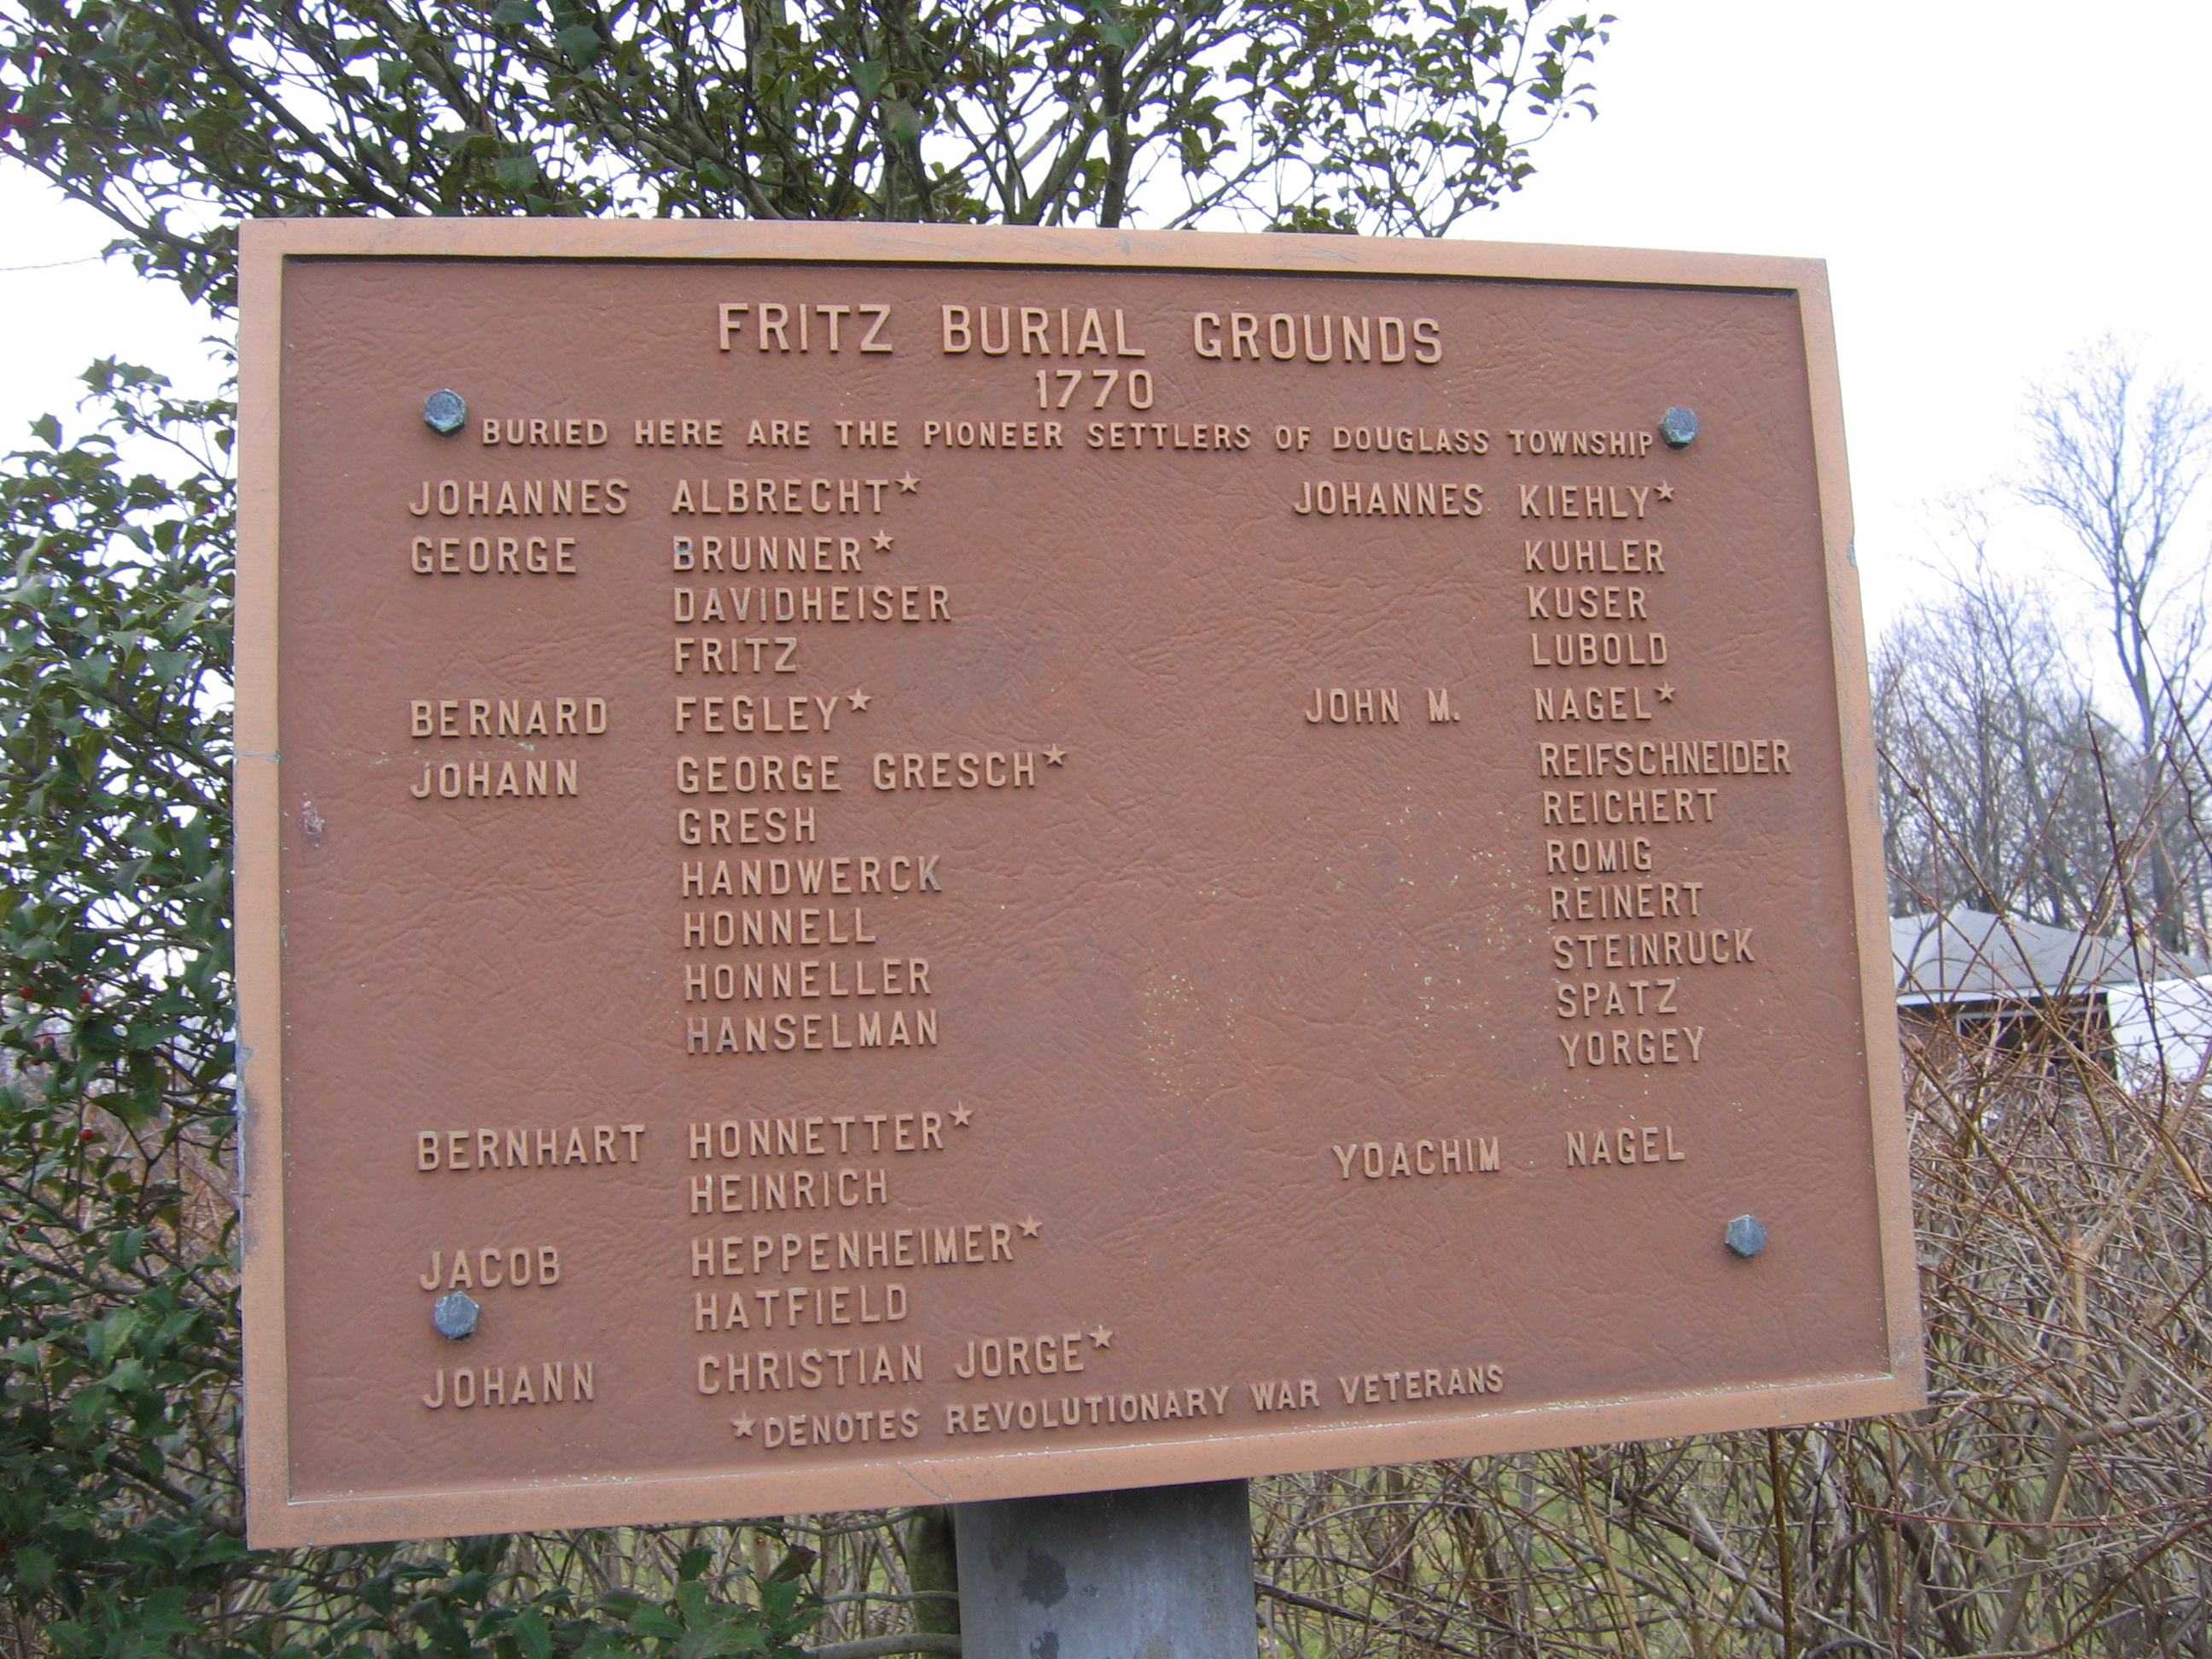 FRITZ BURIAL GROUNDS
1770
BURIED HERE ARE THE PIONEER SETTLERS OF DOUGLASS TOWNSHIP
JOHANNES ALBRECHT*
GEORGE BRUNNER*
DAVIDHEISER
FRITZ
BERNARD FEGLEY*
JOHANN GEORGE GRESCH*
GRESH
HANDWERCK
HONNELL
HONNELLER
HANSELMAN
BERNHART HONNETTER*
HEINRICH
JACOB HEPPENHEIMER*
HATFIELD
JOHANN CHRISTIAN JORGE*
JOHANNES KIEHLY*
KUHLER
KUSER
LUBOLD
JOHN M. NAGEL*
REIFSCHNEIDER
REICHERT
ROMIG
REINERT
STEINRUCK
SPATZ
YORGEY
YOACHIM NAGEL
*DENOTES REVOLUTIONARY WAR VETERANS